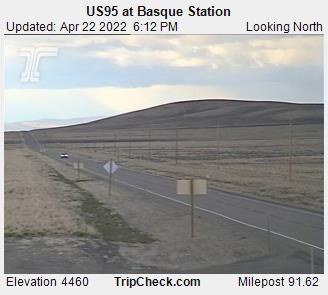 US95 at Basque Station
Updated: Apr 22 2022 6:12 PM Looking North
Elevation 4460 TripCheck.com Milepost 91.62